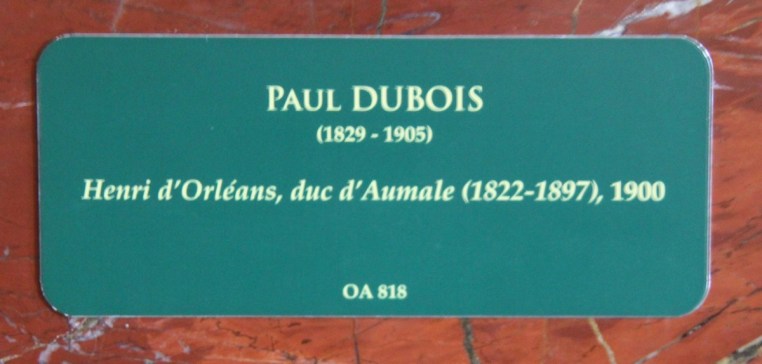 PAUL DUBOIS
(1829 - 1905)
Henri d'Orléans, duc d'Aumale (1822-1897), 1900
OA 818